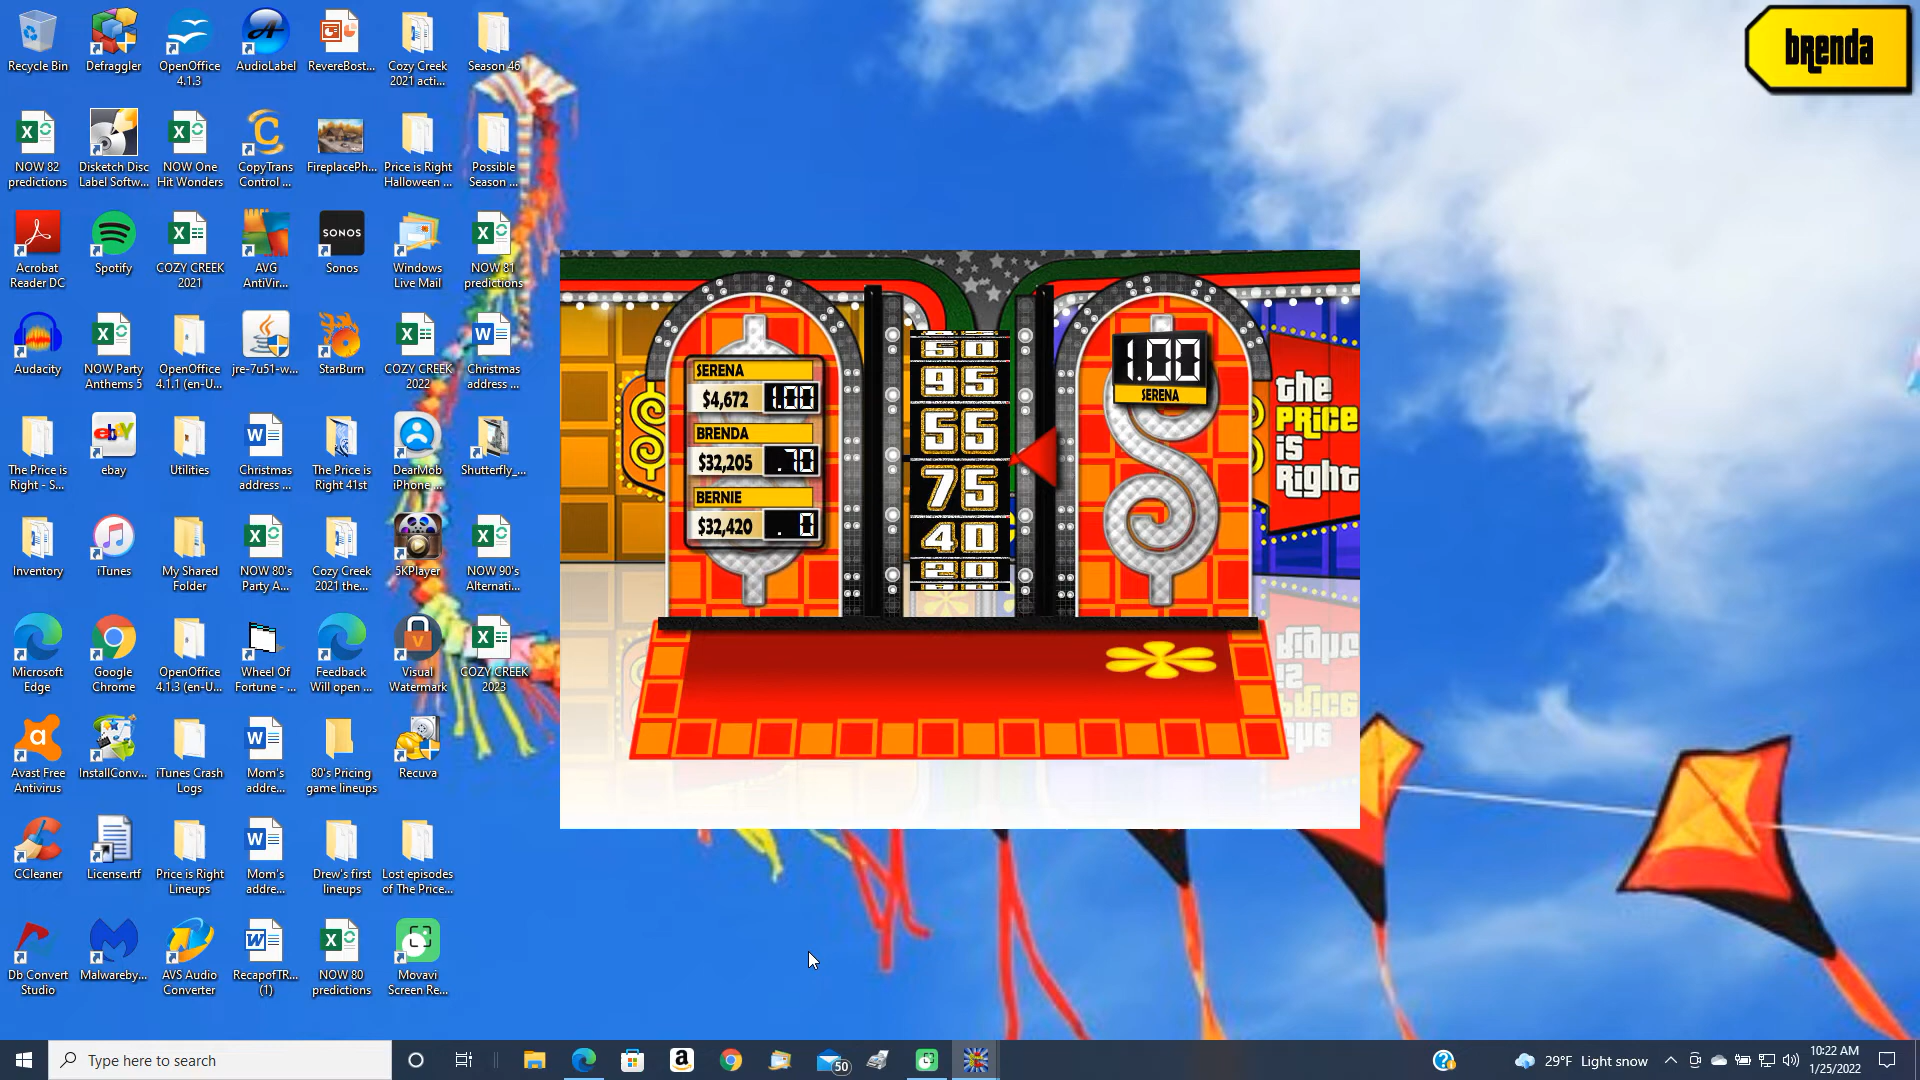 Recycle Bin
Defraggler
OpenOffice
4.1.3
AudioLabel
RevereBost...
Cozy Creek
2021 acti...
Season 46
brenda
NOW 82
predictions
Disketch Disc
Label Softw...
NOW One
Hit Wonders
CopyTrans
Control ...
FireplacePh...
Price is Right
Halloween ...
Possible
Season ...
Acrobat
Reader DC
Spotify
COZY CREEK
2021
AVG
AntiVir...
SONOS
Sonos
Windows
Live Mail
NOW 81
predictions
Audacity
NOW Party
Anthems 5
OpenOffice
4.1.1 (en-U...
jre-7u51-w...
StarBurn
COZY CREEK
2022
Christmas
address ...
The Price is
Right - S...
ebay
ebay
Utilities
Christmas
address ...
The Price is
Right 41st
DearMob
iPhone ...
Shutterfly_...
Inventory
iTunes
My Shared
Folder
NOW 80's
Party A...
Cozy Creek
2021 the...
5KPlayer
NOW 90's
Alternati...
Microsoft
Edge
Google
Chrome
OpenOffice
4.1.3 (en-U...
Wheel Of
Fortune - ...
Feedback
Will open ...
Visual
Watermark
COZY CREEK
2023
Avast Free
Antivirus
InstallConv...
iTunes Crash
Logs
Mom's
addre...
80's Pricing
game lineups
Recuva
CCleaner
License.rtf
Price is Right
Lineups
Mom's
addre...
Drew's first
lineups
Lost episodes
of The Price...
Db Convert
Studio
Malwareby...
AVS Audio
Converter
RecapofTR...
(1)
NOW 80
predictions
Movavi
Screen Re...
SERENA
$4,672 1.00
BRENDA
$32,205 .70
BERNIE
$32,420 . 0
50
95
55
75
40
20
1.00
SERENA
the
PRICE
is
Right
Type here to search
50
29°F Light snow
10:22 AM
1/25/2022